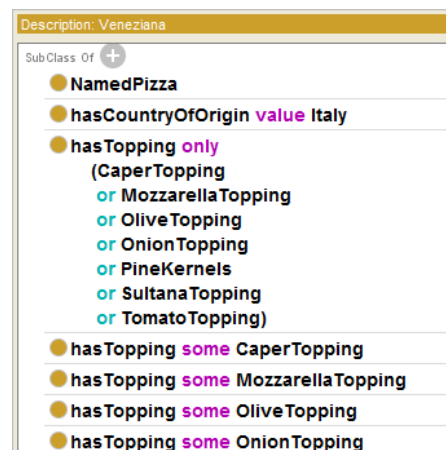 Description: Veneziana
SubClass Of
NamedPizza
hasCountryOfOrigin value Italy
hasTopping only
(CaperTopping
or MozzarellaTopping
or OliveTopping
or OnionTopping
or PineKernels
or SultanaTopping
or TomatoTopping)
hasTopping some CaperTopping
hasTopping some MozzarellaTopping
hasTopping some OliveTopping
hasTopping some OnionTopping